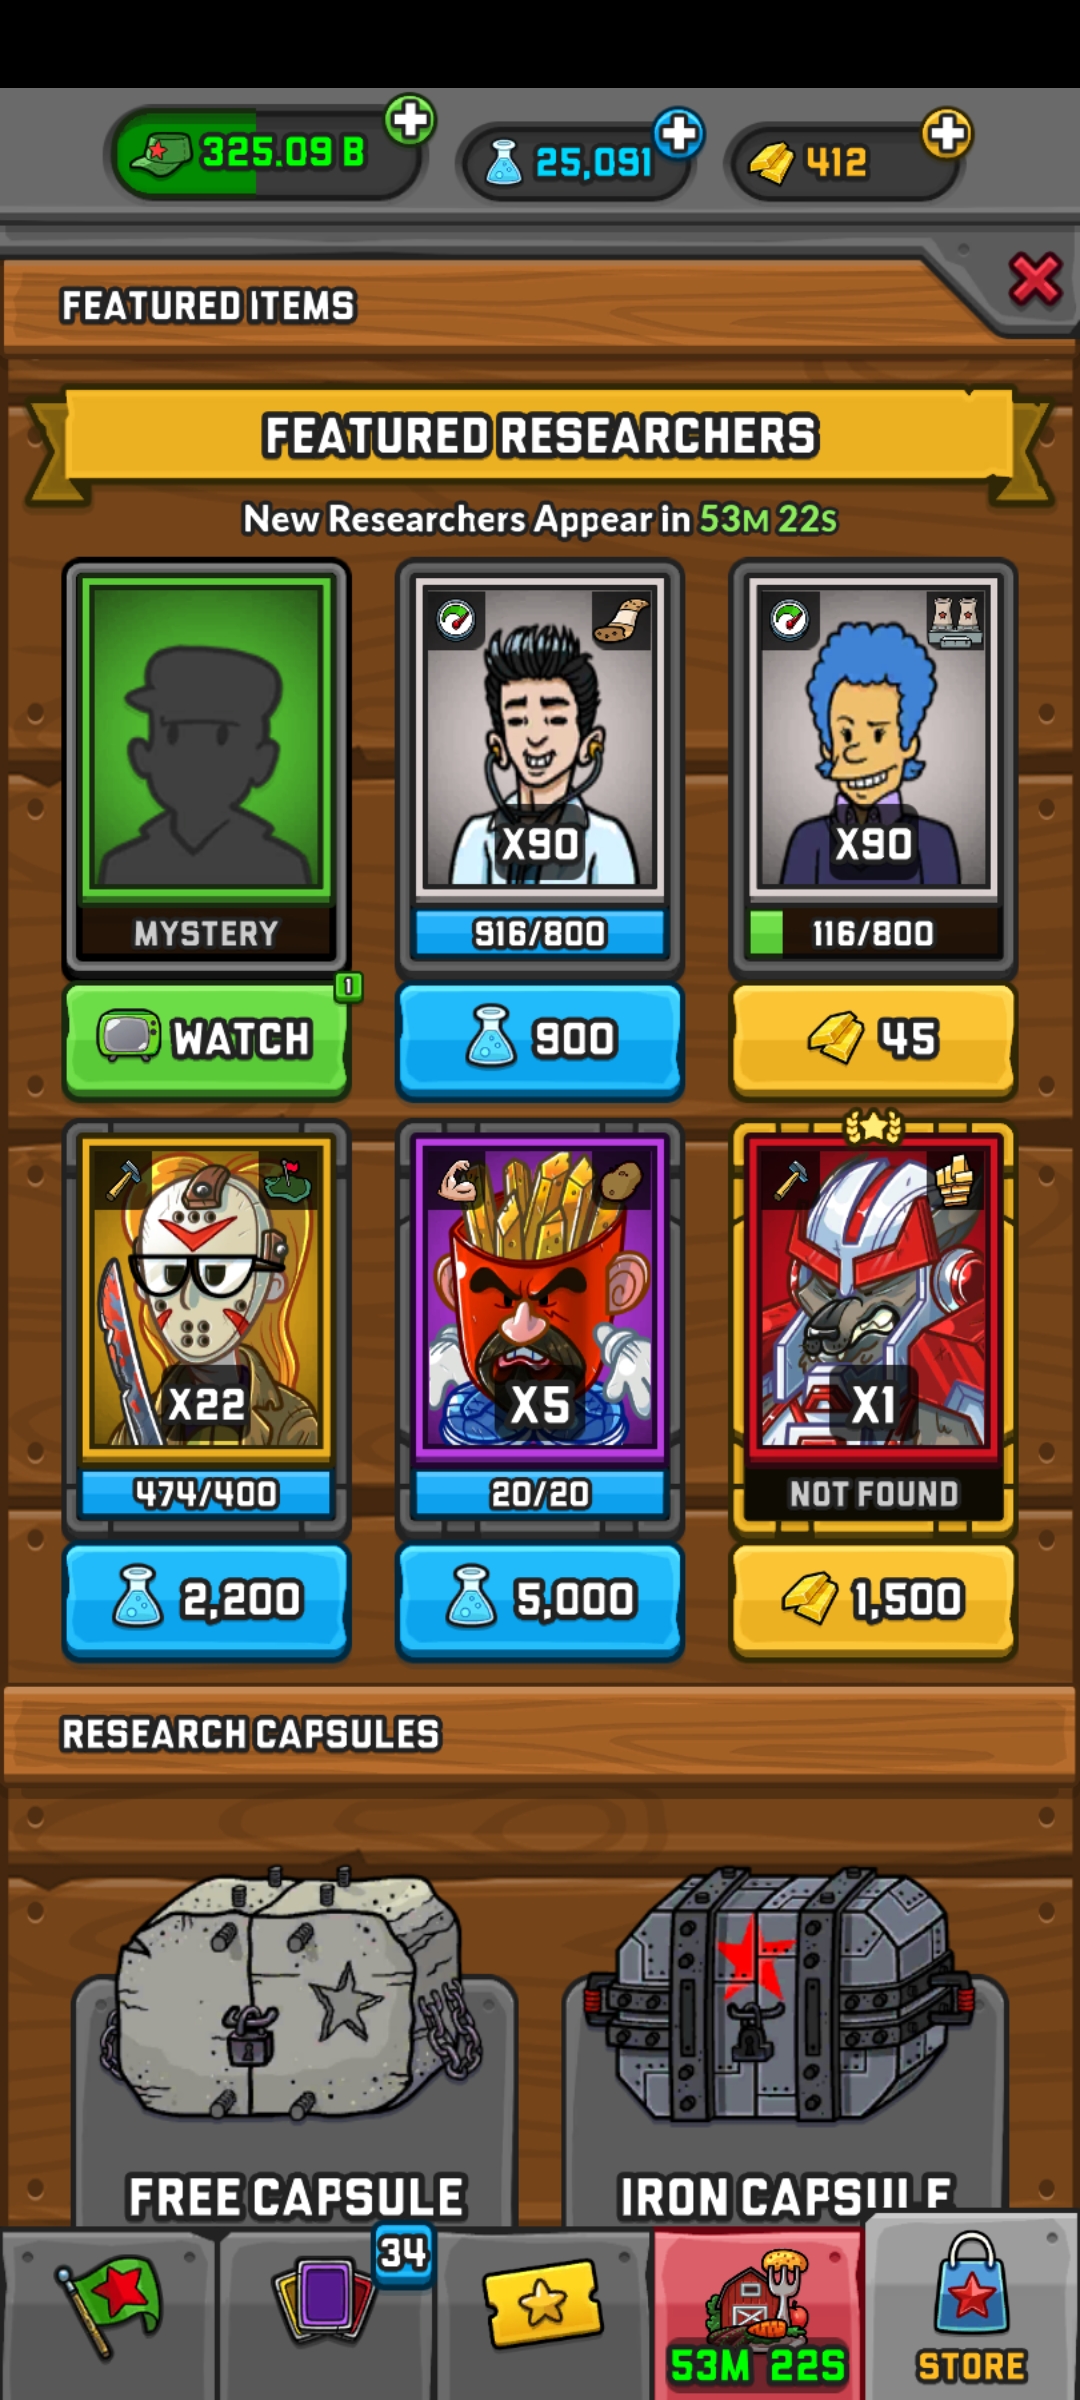 325.09 B
25,091
412
FEATURED ITEMS
FEATURED RESEARCHERS
New Researchers Appear in 53M 22S
X90
X90
MYSTERY
916/800
116/800
1
WATCH
900
45
X22
X5
X1
474/400
20/20
NOT FOUND
2,200
5,000
1,500
RESEARCH CAPSULES
FREE CAPSULE
IRON CAPSULE
34
53M 22S
STORE